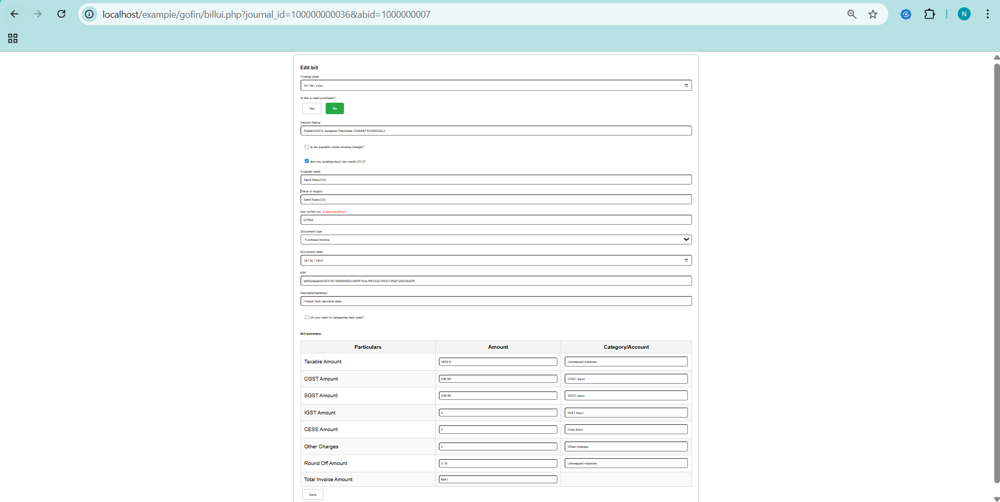 localhost/example/gofin/billui.php?journal_id=100000000036&abid=1000000007
N
Edit bill
Posting Date
mm/dd/yyyy
Is this a cash purchase?
Yes No
Vendor Name
Thahiru0027s Designer Hardware (33AASPS3325G2ZJ)
Is tax payable under reverse charge?
Are you availing input tax credit (ITC)?
Supplier state
Tamil Nadu(33)
Place of supply
Tamil Nadu(33)
Doc no/Inv no: (Case sensitive!)
G7692
Document type
Purchase Invoice
Document date
10/01/2024
IRN
Remarks/narration
Posted from einvoice data
Do you want to categorise item wise?
Bill summary:
Particulars Amount Category/Account
Taxable Amount 5632.9 Unmapped expense
CGST Amount 506.96 CGST input
SGST Amount 506.96 SGST input
IGST Amount 0 IGST input
CESS Amount 0 Cess input
Other Charges 0 Other charges
Round Off Amount 0.18 Unmapped expense
Total Invoice Amount 6647
Save